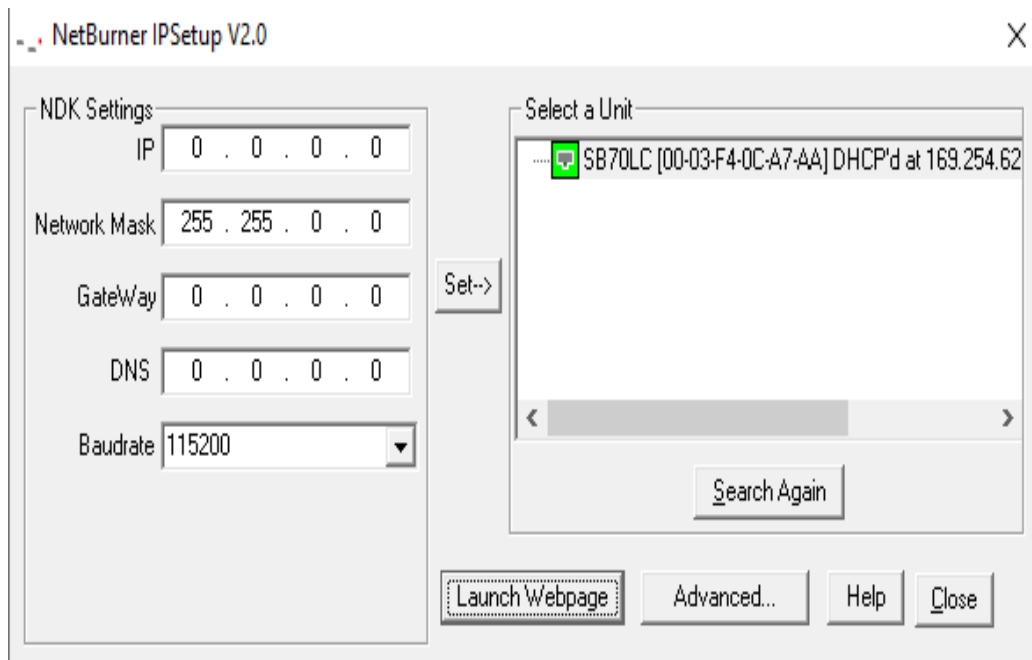 NetBurner IPSetup V2.0
NDK Settings
IP 0 . 0 . 0 . 0
Network Mask 255 . 255 . 0 . 0
GateWay 0 . 0 . 0 . 0
DNS 0 . 0 . 0 . 0
Baudrate 115200
Set-->
Select a Unit
SB70LC [00-03-F4-0C-A7-AA] DHCP'd at 169.254.62
Search Again
Launch Webpage
Advanced...
Help
Close